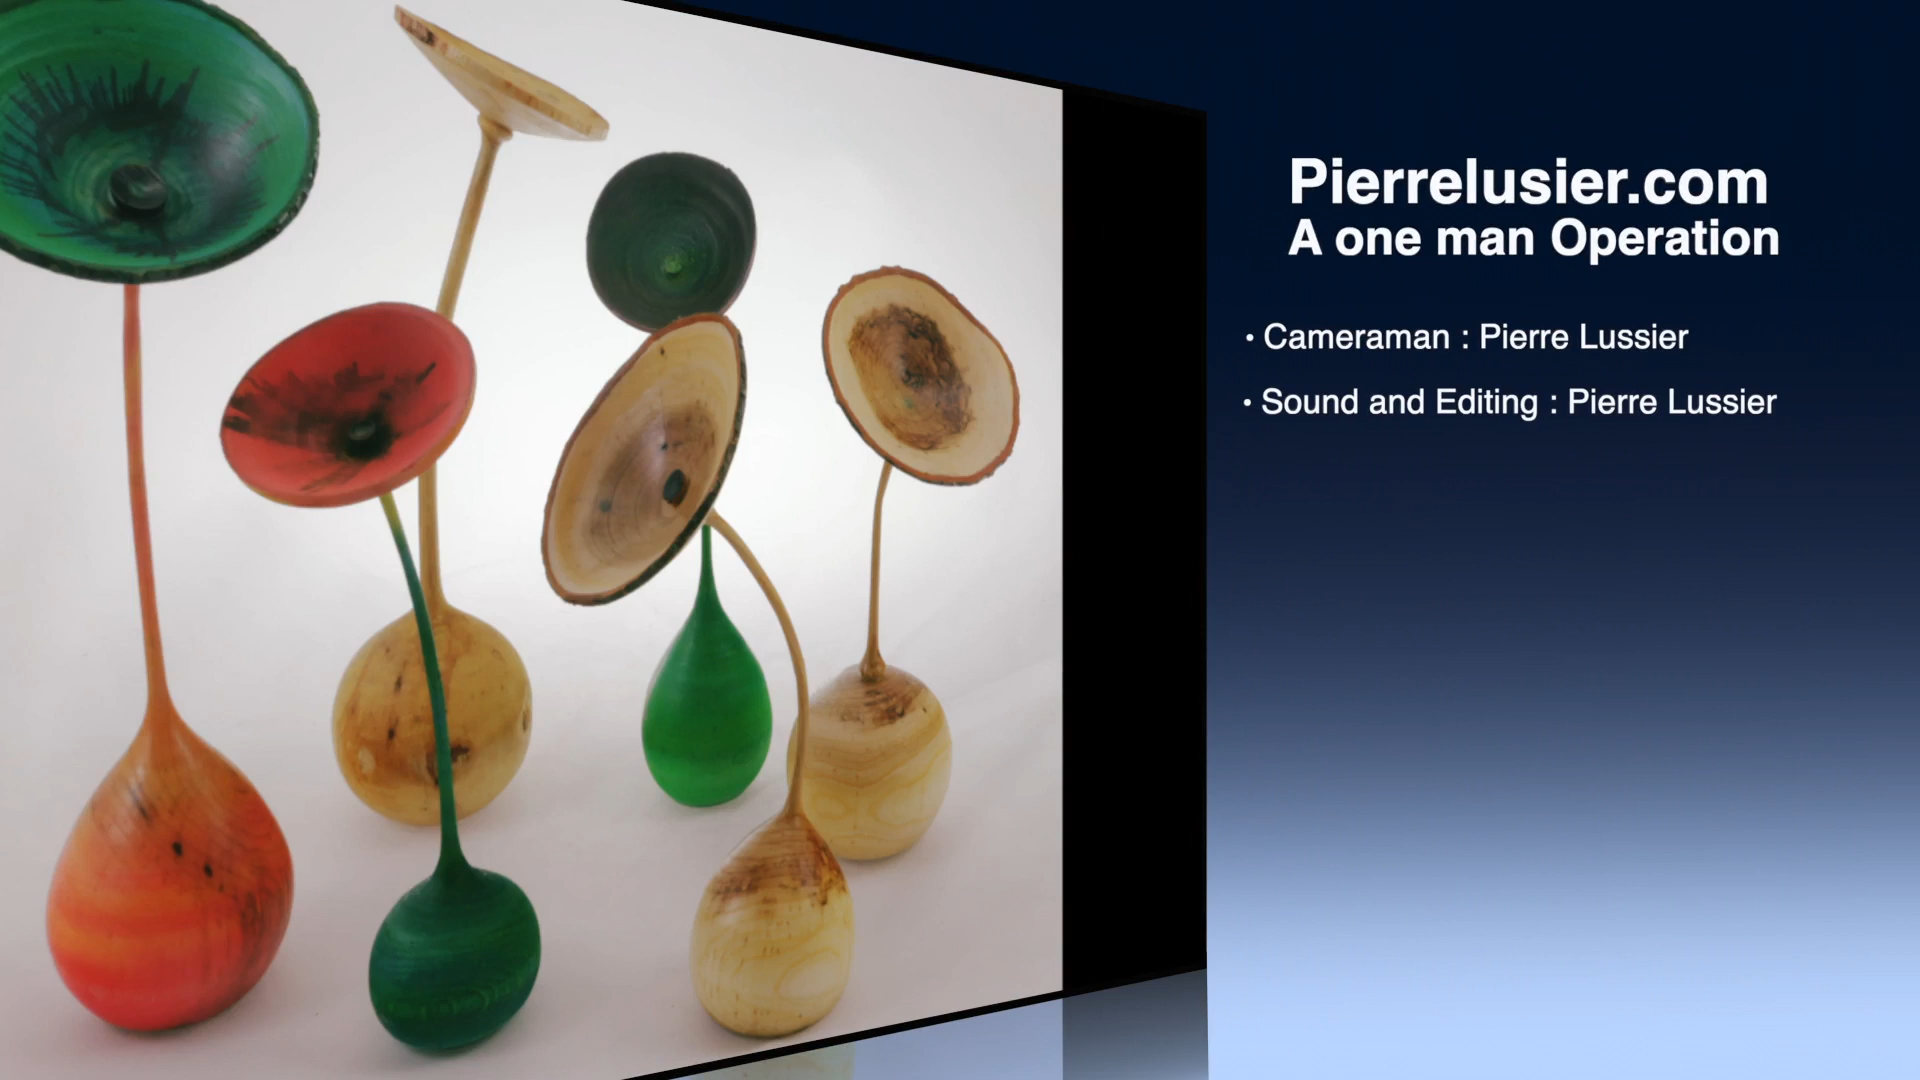 Pierrelusier.com
A one man Operation
• Cameraman : Pierre Lussier
• Sound and Editing : Pierre Lussier